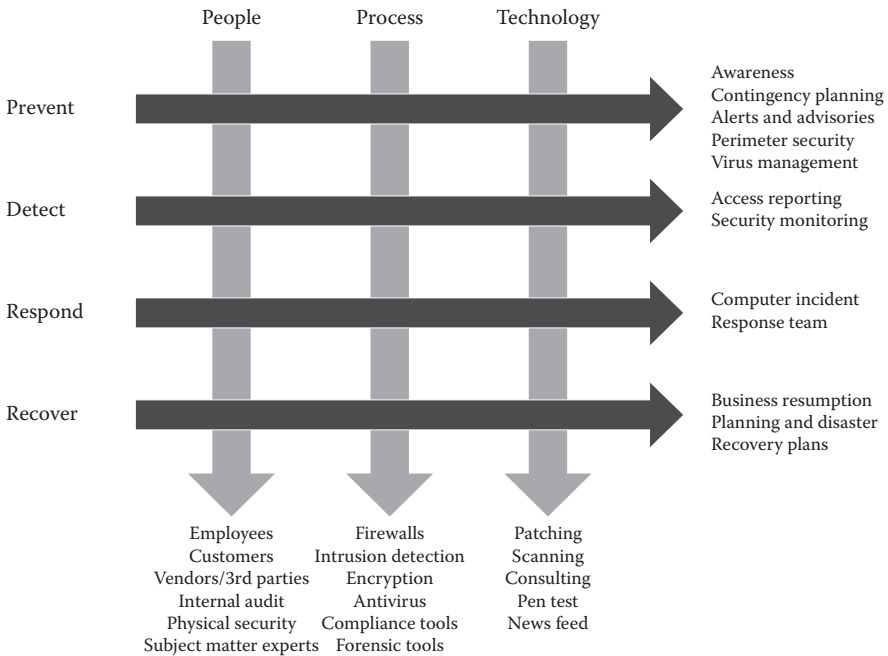 People Process Technology
Prevent
Awareness
Contingency planning
Alerts and advisories
Perimeter security
Virus management
Detect
Access reporting
Security monitoring
Respond
Computer incident
Response team
Recover
Business resumption
Planning and disaster
Recovery plans
Employees
Customers
Vendors/3rd parties
Internal audit
Physical security
Subject matter experts
Firewalls
Intrusion detection
Encryption
Antivirus
Compliance tools
Forensic tools
Patching
Scanning
Consulting
Pen test
News feed